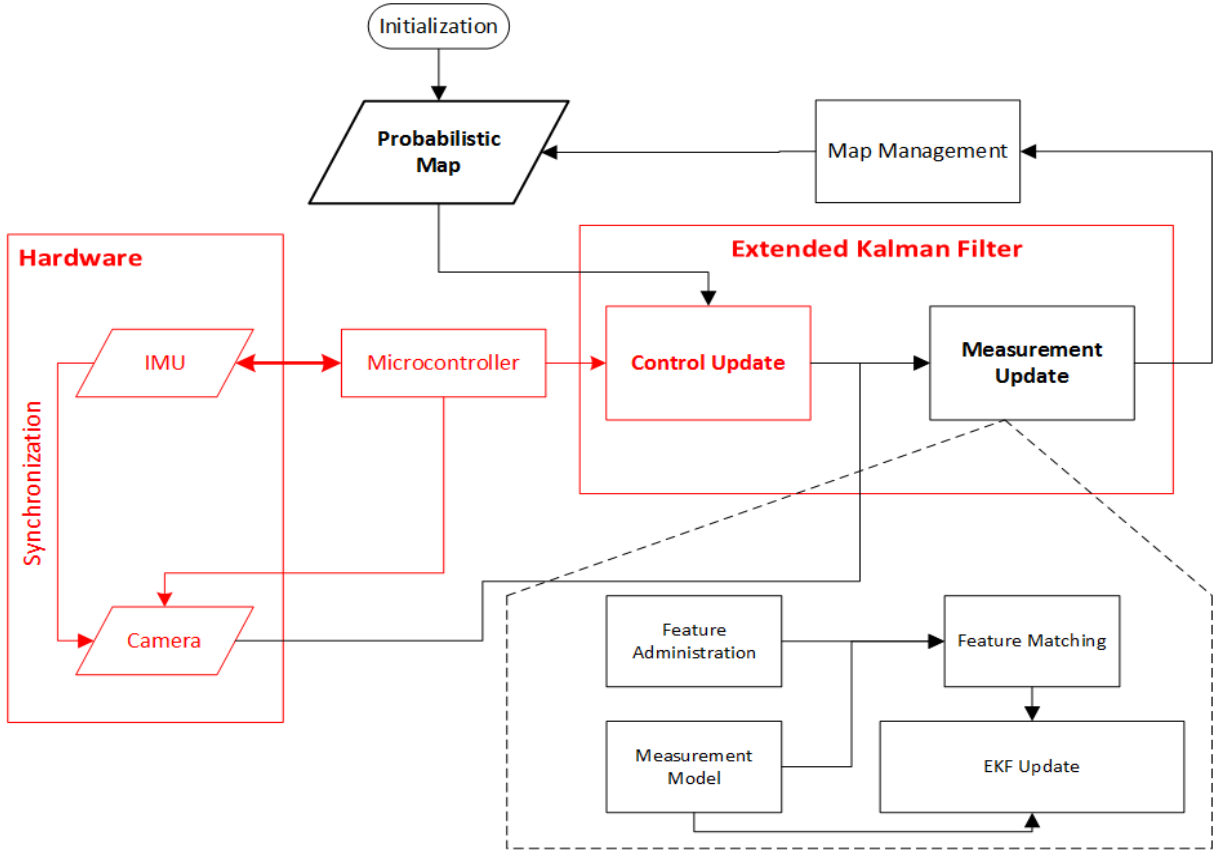 Initialization
Probabilistic
Map
Map Management
Hardware
Extended Kalman Filter
IMU
Microcontroller
Control Update
Measurement
Update
Synchronization
Camera
Feature
Administration
Feature Matching
Measurement
Model
EKF Update